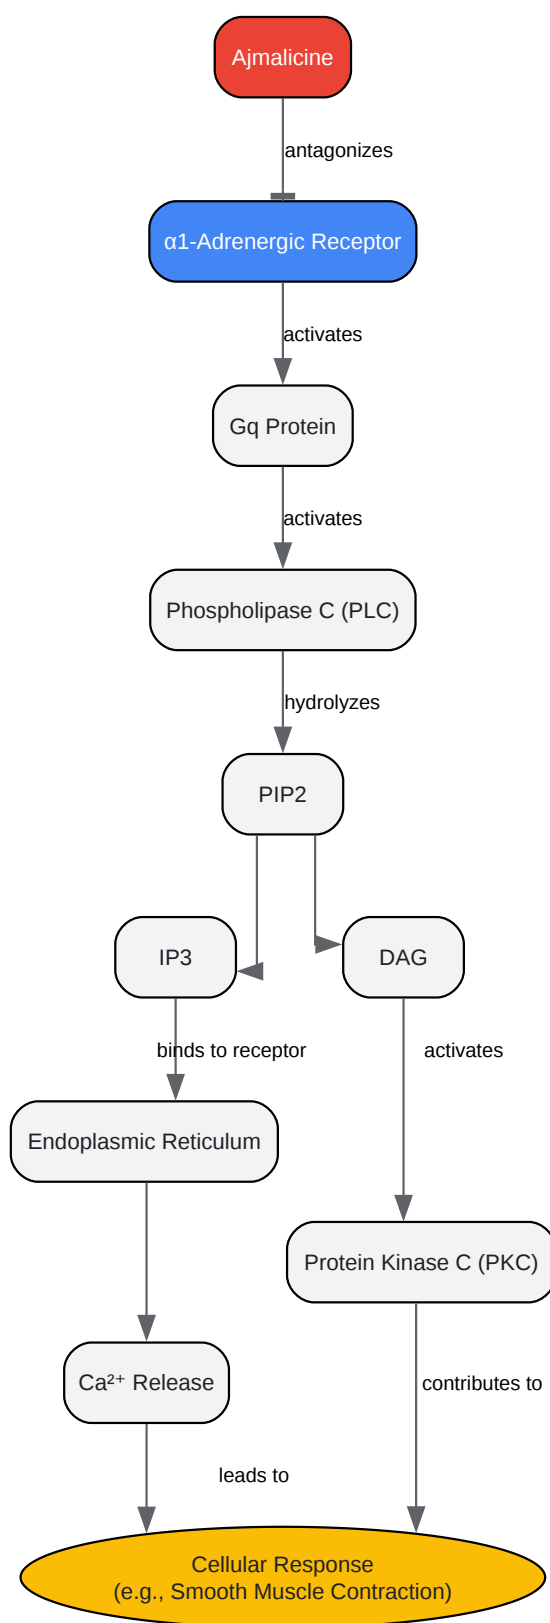 Ajmalicine
antagonizes
α1-Adrenergic Receptor
activates
Gq Protein
activates
Phospholipase C (PLC)
hydrolyzes
PIP2
IP3
DAG
binds to receptor
activates
Endoplasmic Reticulum
Protein Kinase C (PKC)
Ca²⁺ Release
contributes to
leads to
Cellular Response
(e.g., Smooth Muscle Contraction)